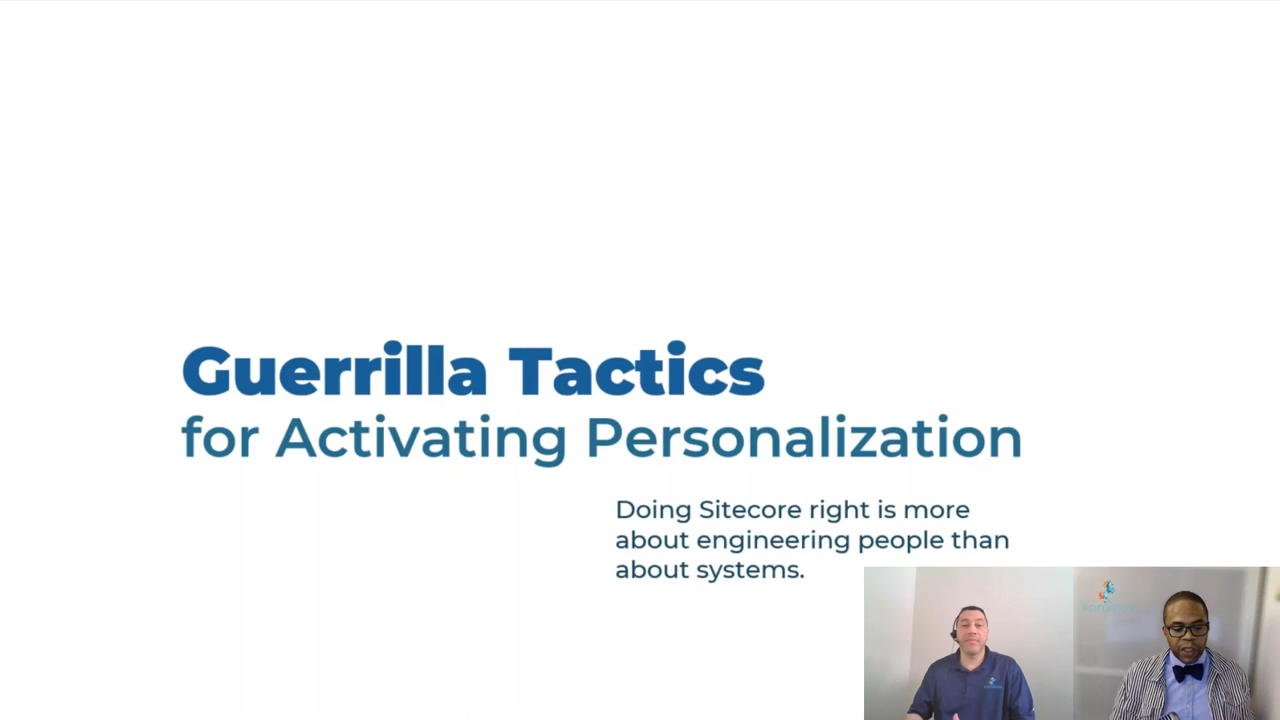 Guerrilla Tactics
for Activating Personalization
Doing Sitecore right is more
about engineering people than
about systems.